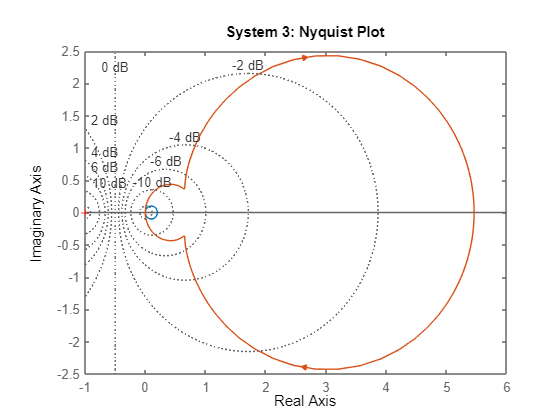 System 3: Nyquist Plot
2.5
0 dB
-2 dB
2
1.5
2 dB
-4 dB
1
4 dB
-6 dB
6 dB
0.5
10 dB
-10 dB
0
-0.5
-1
-1.5
-2
-2.5
Imaginary Axis
-1
0
1
2
3
4
5
6
Real Axis